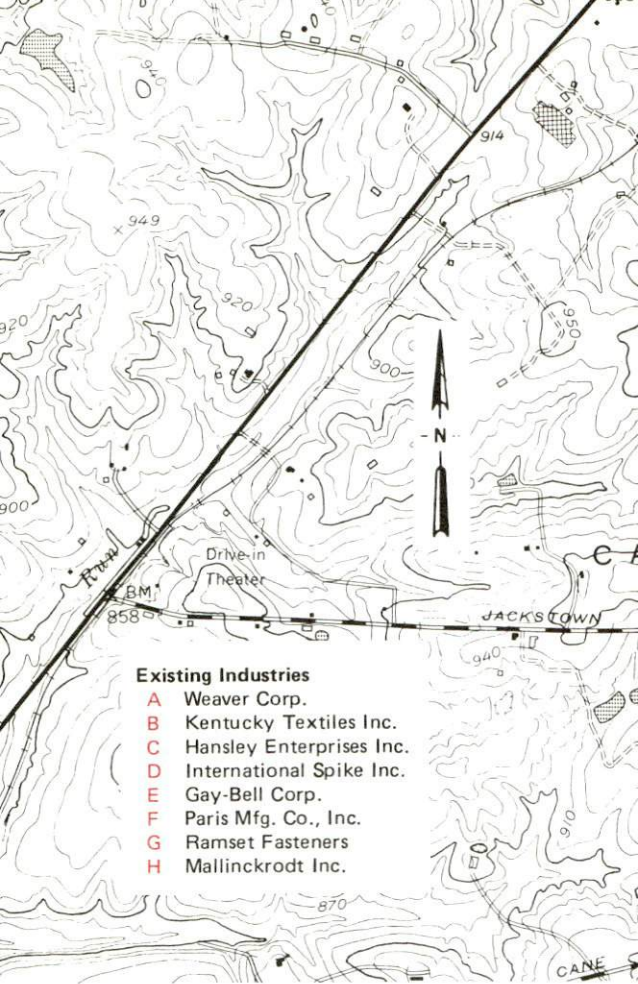 940
940
914
949
920
920
950
900
N
900
Drive-in
Theater
Run
BM
858
JACKSTOWN
940
Existing Industries
A Weaver Corp.
B Kentucky Textiles Inc.
C Hansley Enterprises Inc.
D International Spike Inc.
E Gay-Bell Corp.
F Paris Mfg. Co., Inc.
G Ramset Fasteners
H Mallinckrodt Inc.
910
870
CANE